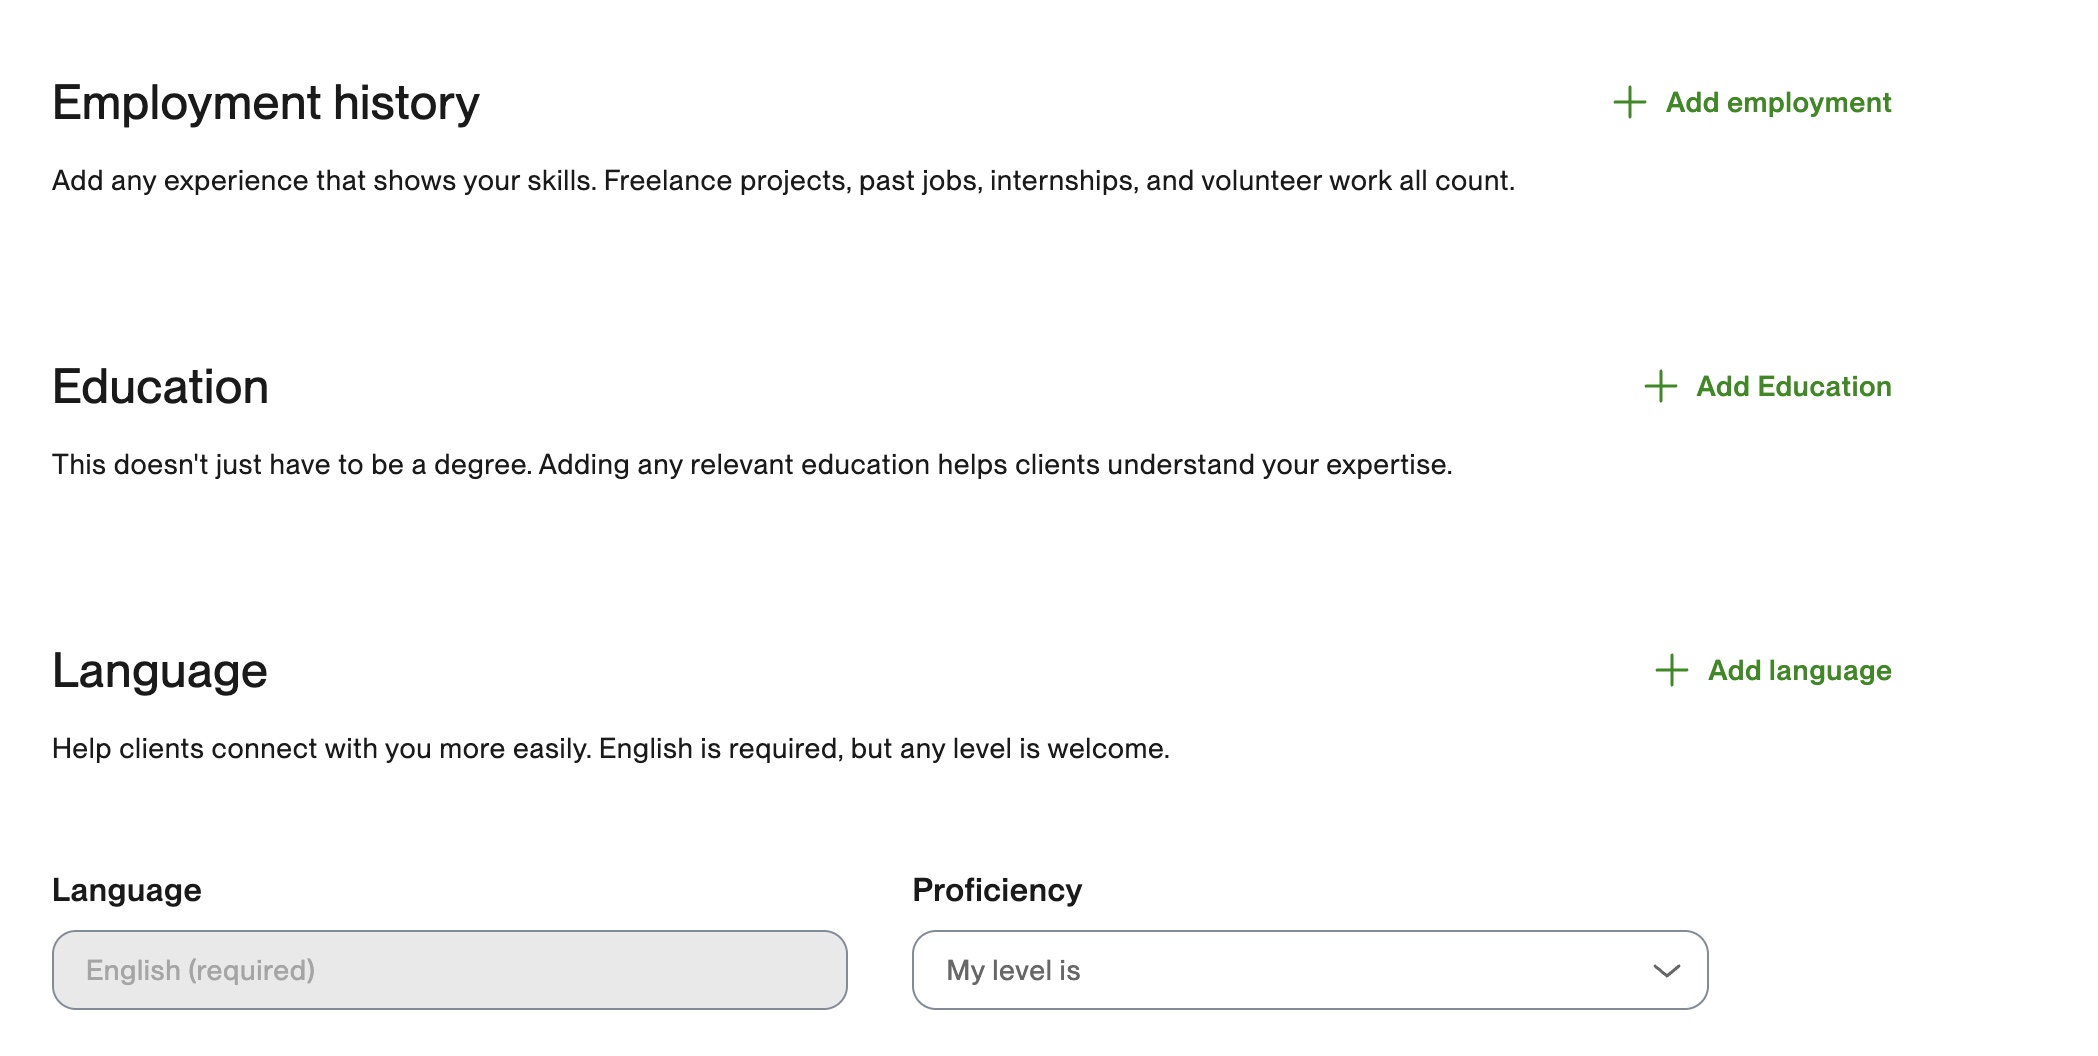 Employment history
Add employment
Add any experience that shows your skills. Freelance projects, past jobs, internships, and volunteer work all count.
Education
Add Education
This doesn't just have to be a degree. Adding any relevant education helps clients understand your expertise.
Language
Add language
Help clients connect with you more easily. English is required, but any level is welcome.
Language
Proficiency
English (required)
My level is